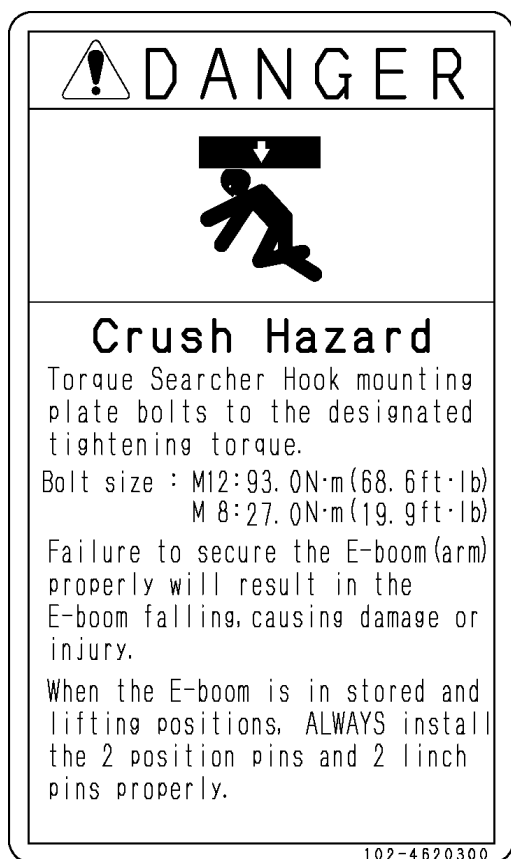 DANGER
Crush Hazard
Torque Searcher Hook mounting
plate bolts to the designated
tightening torque.
Bolt size : M12:93.0N·m(68.6ft·lb)
M 8:27.0N·m(19.9ft·lb)
Failure to secure the E-boom(arm)
properly will result in the
E-boom falling, causing damage or
injury.
When the E-boom is in stored and
lifting positions, ALWAYS install
the 2 position pins and 2 linch
pins properly.
102-4620300